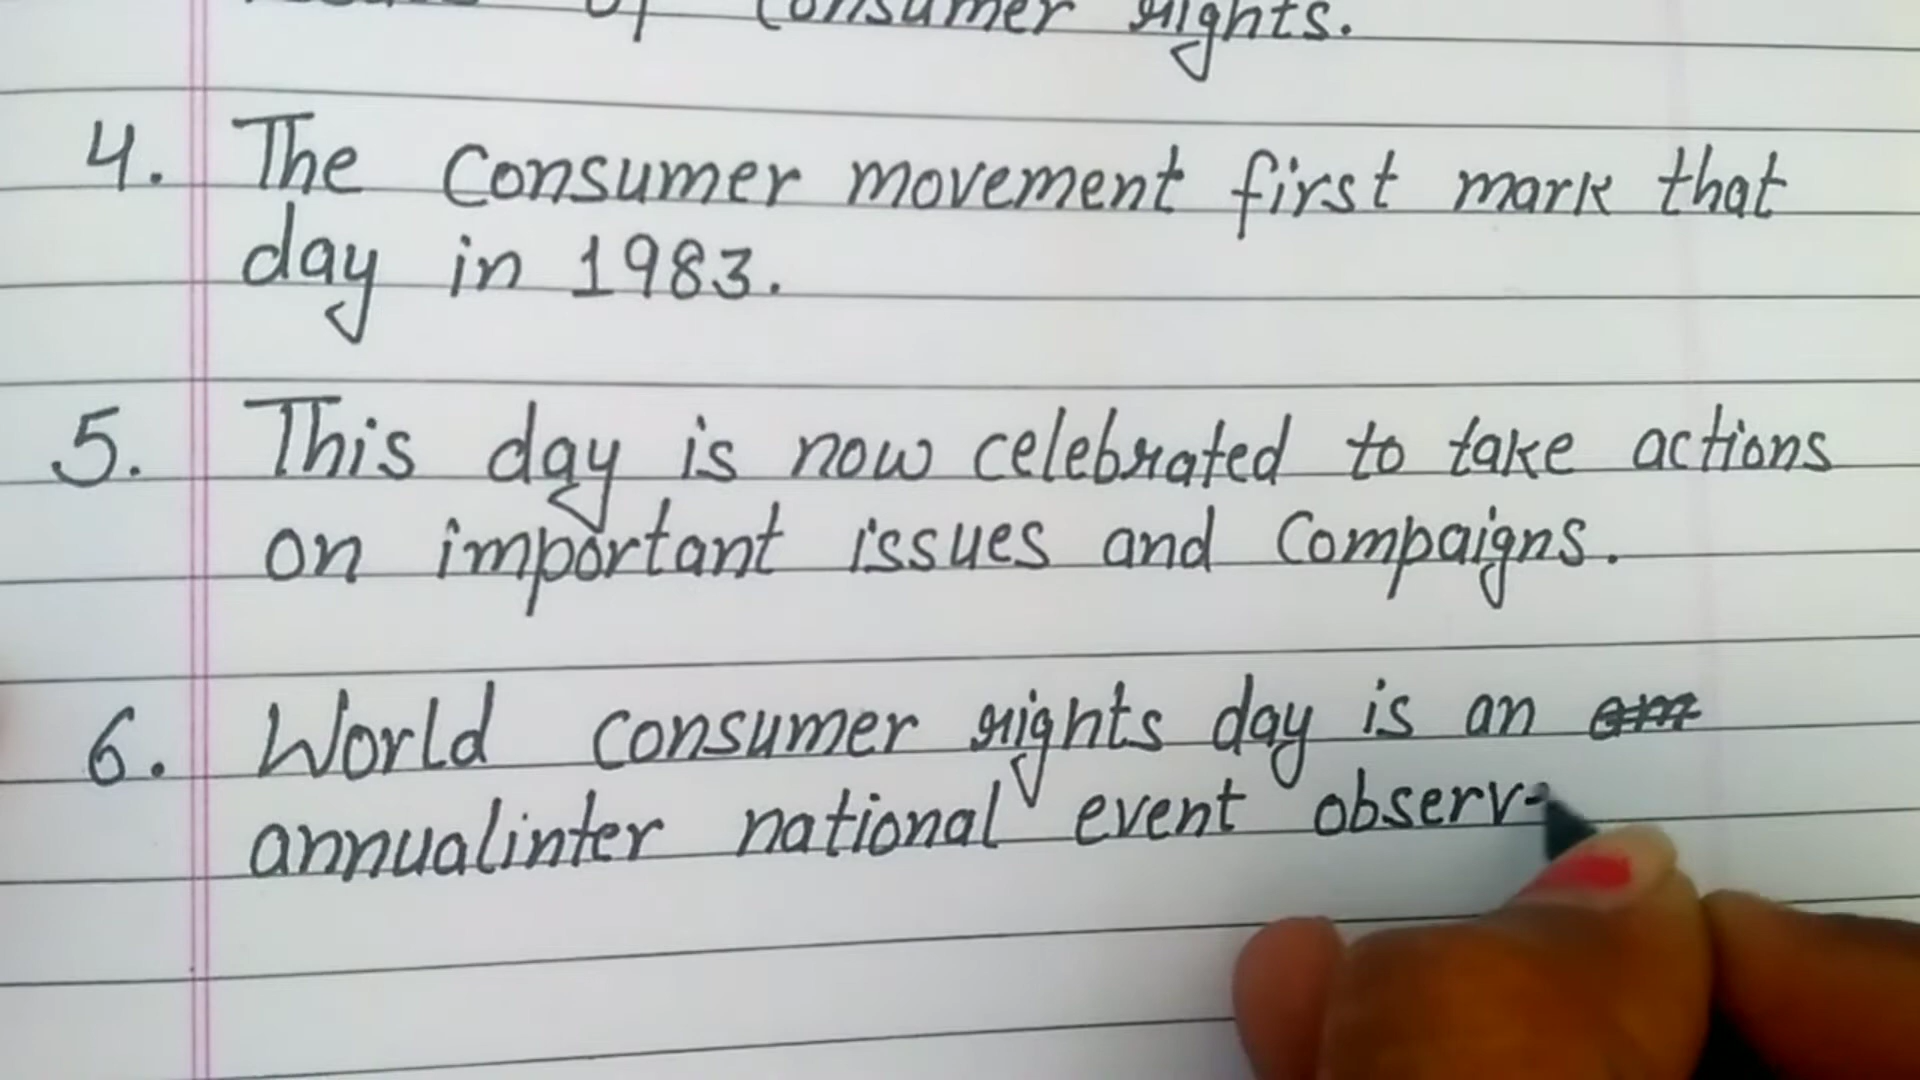 of Consumer rights.
4. The Consumer movement first mark that
day in 1983.
5. This day is now celebrated to take actions
on important issues and Compaigns.
6. World consumer rights day is an
annualinter national event observ